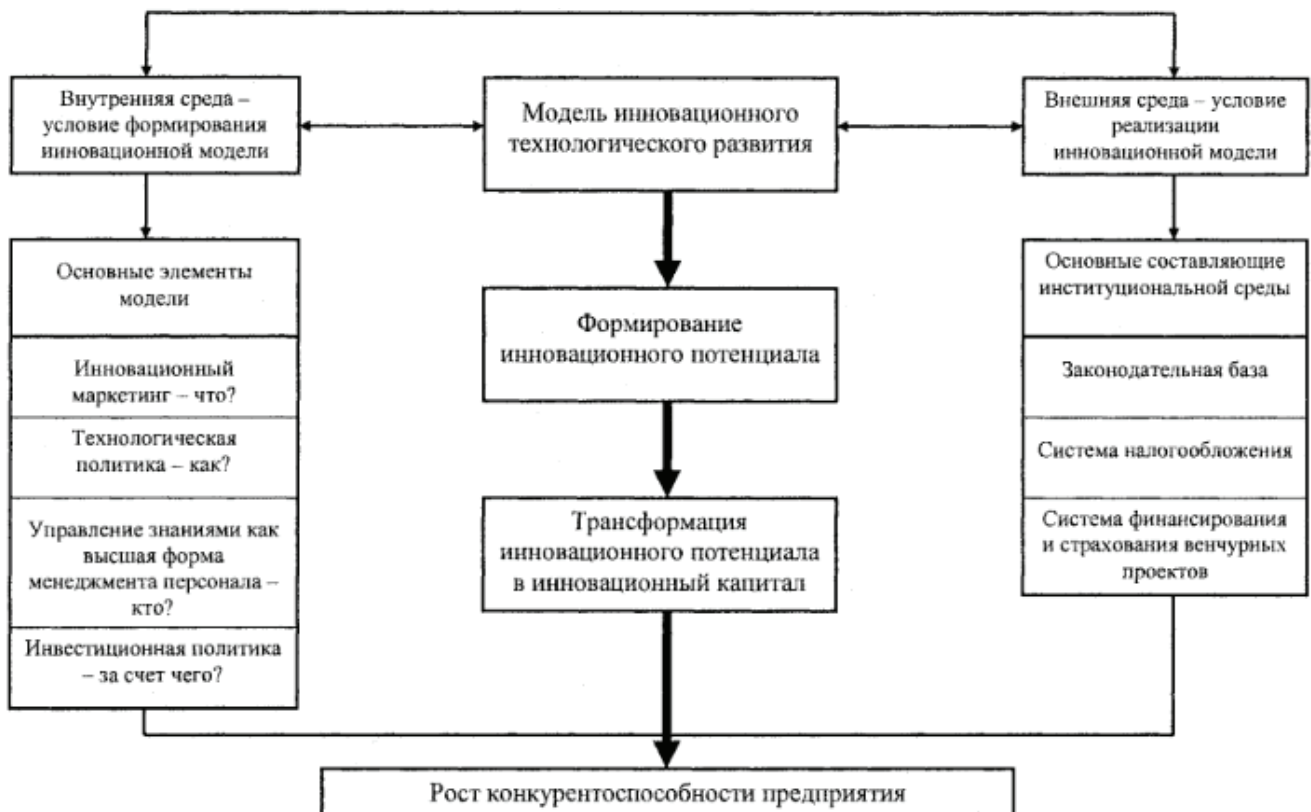 Внутренняя среда –
условие формирования
инновационной модели
Модель инновационного
технологического развития
Внешняя среда – условие
реализации
инновационной модели
Основные элементы
модели
Инновационный
маркетинг – что?
Технологическая
политика – как?
Управление знаниями как
высшая форма
менеджмента персонала –
кто?
Инвестиционная политика
– за счет чего?
Формирование
инновационного потенциала
Трансформация
инновационного потенциала
в инновационный капитал
Основные составляющие
институциональной среды
Законодательная база
Система налогообложения
Система финансирования
и страхования венчурных
проектов
Рост конкурентоспособности предприятия